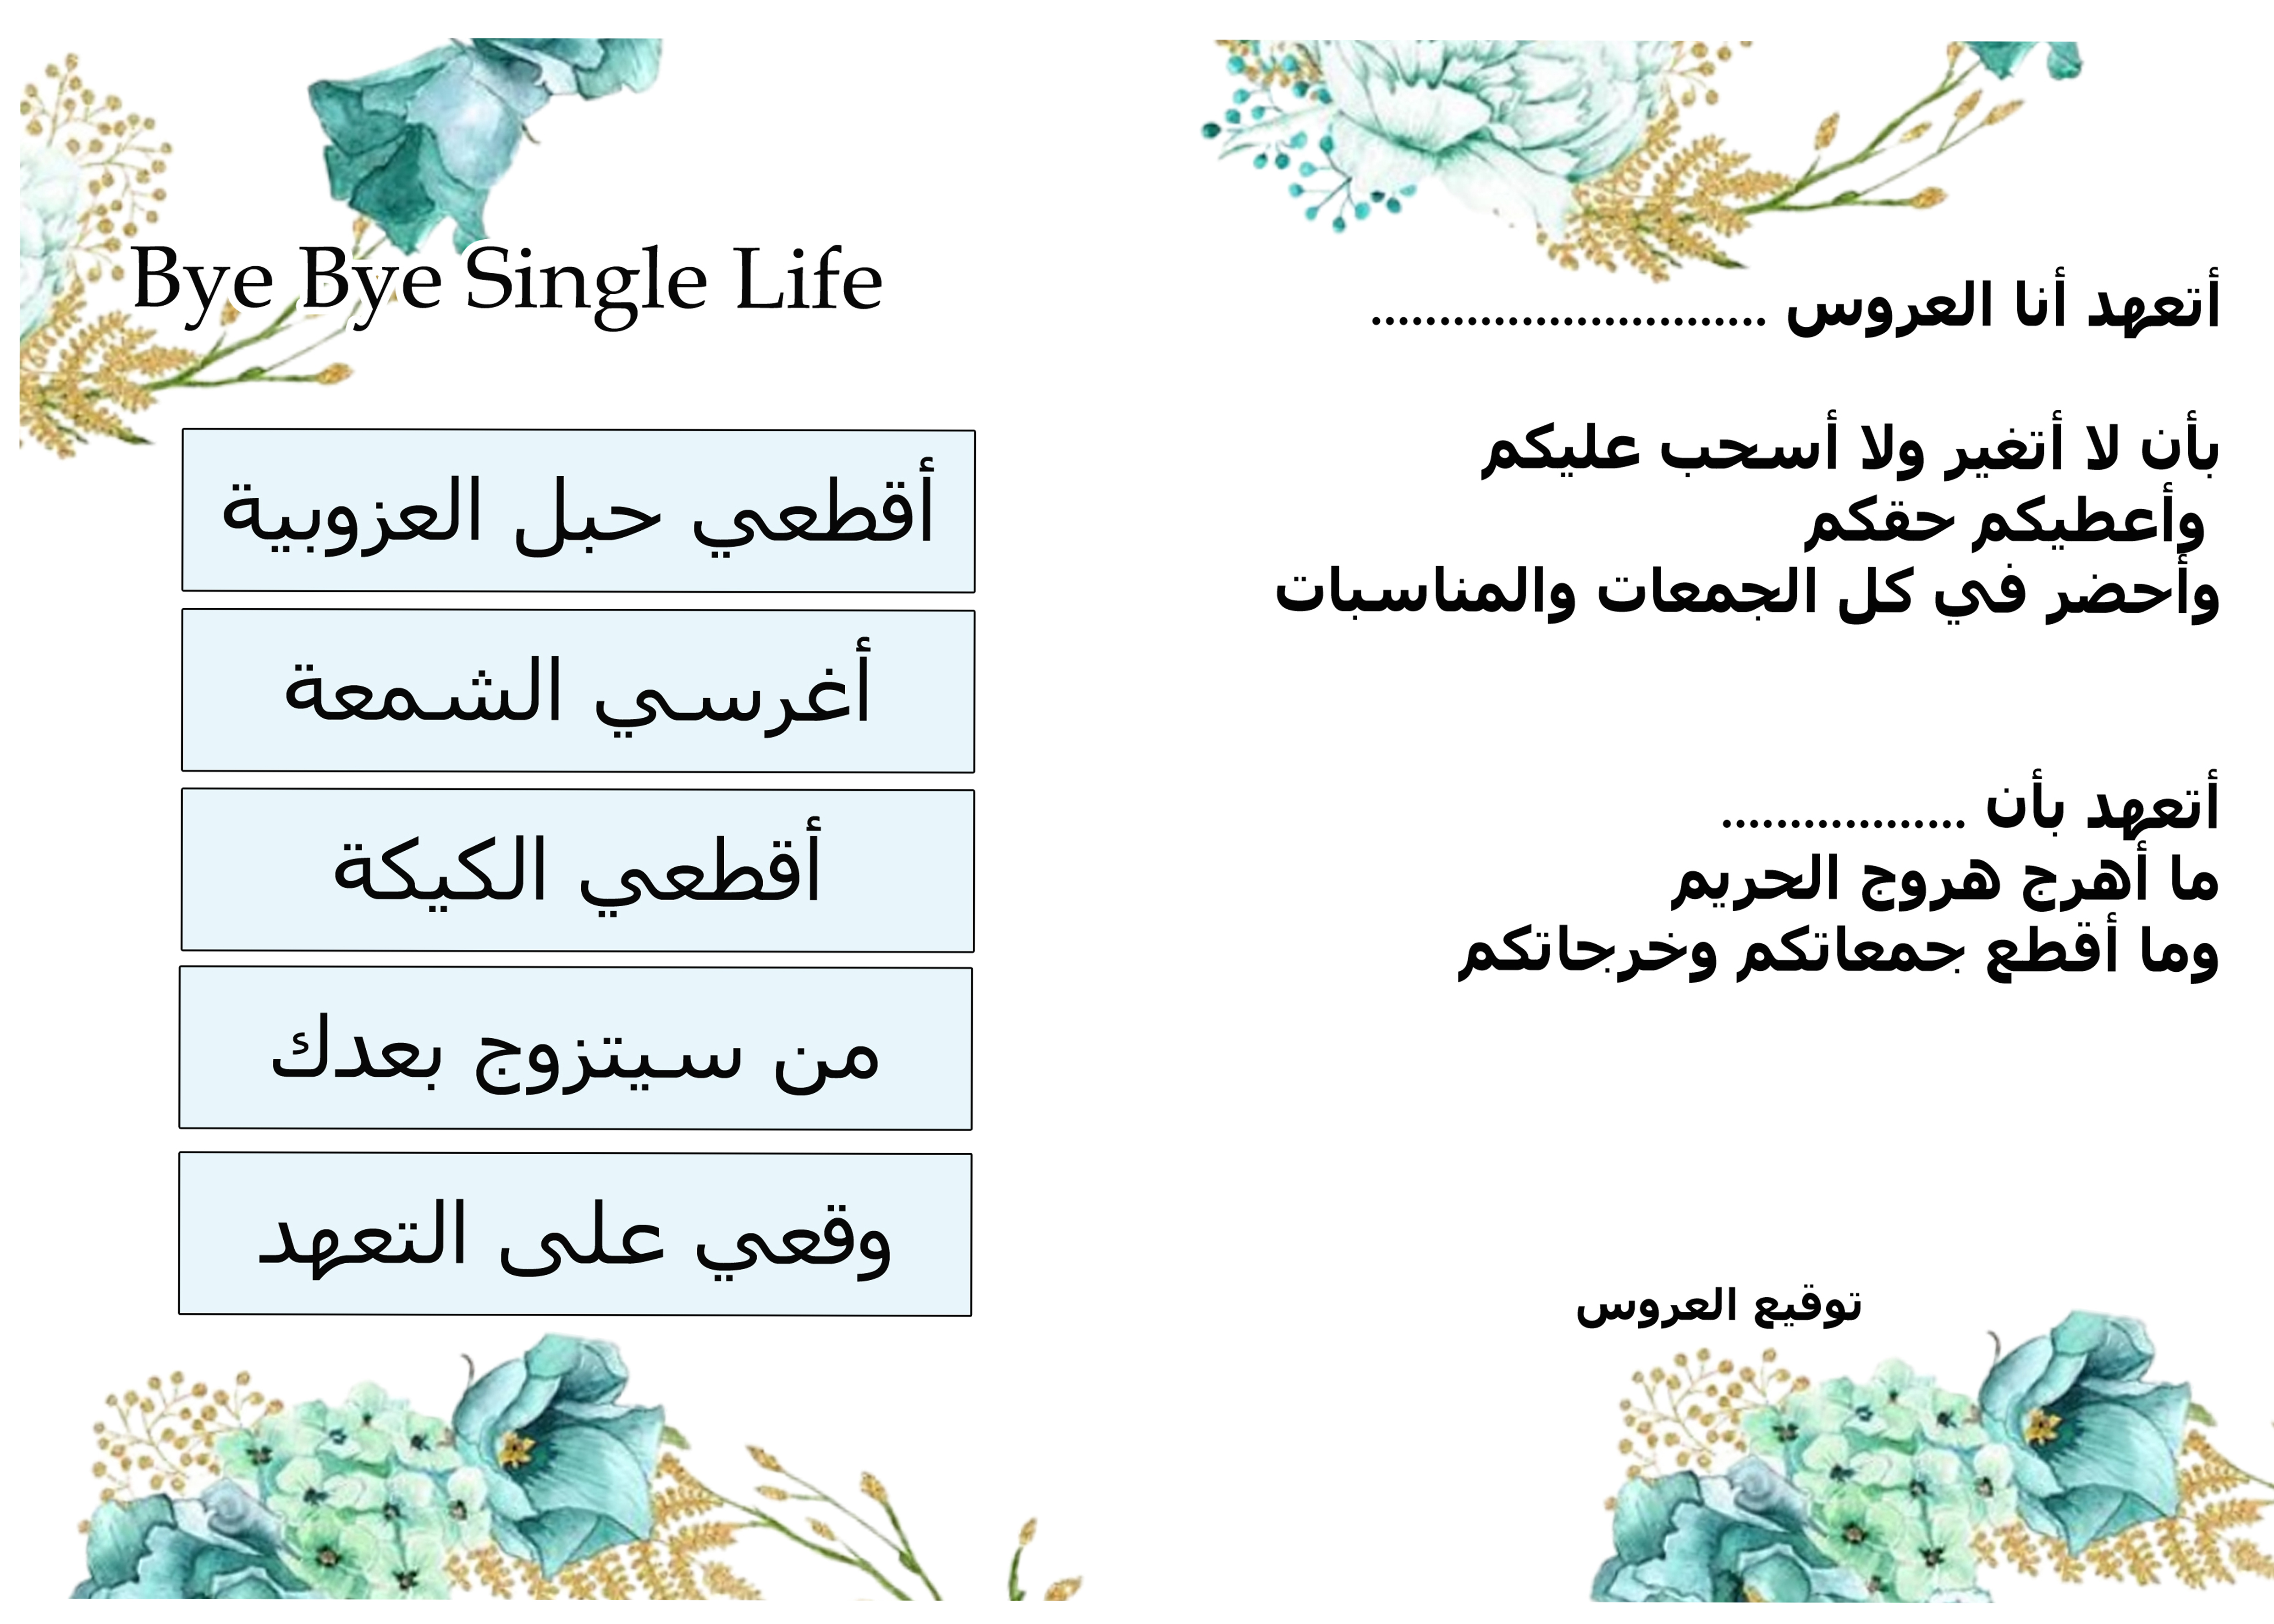 Bye Bye Single Life
أقطعي حبل العزوبية
أغرسي الشمعة
أقطعي الكيكة
من سيتزوج بعدك
وقعي على التعهد
أتعهد أنا العروس .............................
بأن لا أتغير ولا أسحب عليكم
وأعطيكم حقكم
وأحضر في كل الجمعات والمناسبات
أتعهد بأن ..................
ما أهرج هروج الحريم
وما أقطع جمعاتكم وخرجاتكم
توقيع العروس